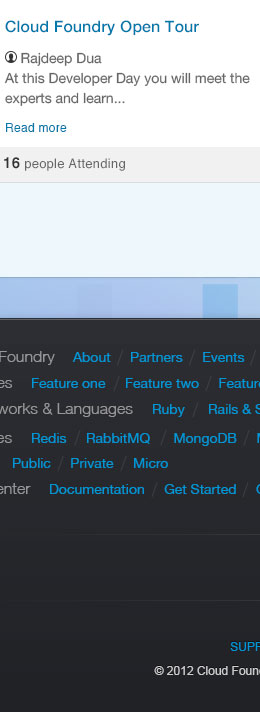 Cloud Foundry Open Tour
Rajdeep Dua
At this Developer Day you will meet the
experts and learn...
Read more
16 people Attending
Foundry About / Partners / Events /
es Feature one / Feature two / Featur
works & Languages Ruby / Rails & S
es Redis / RabbitMQ / MongoDB /
Public / Private / Micro
enter Documentation / Get Started /
SUPP
© 2012 Cloud Foun